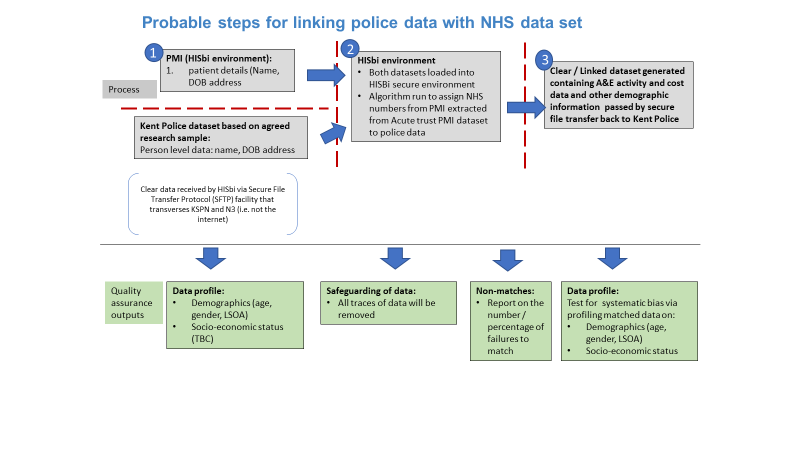 Probable steps for linking police data with NHS data set
1
PMI (HISbi environment):
1. patient details (Name,
DOB address
Process
Kent Police dataset based on agreed
research sample:
Person level data: name, DOB address
Clear data received by HISbi via Secure File
Transfer Protocol (SFTP) facility that
transverses KSPN and N3 (i.e. not the
internet)
2
HISbi environment
• Both datasets loaded into
HISbi secure environment
• Algorithm run to assign NHS
numbers from PMI extracted
from Acute trust PMI dataset
to police data
3
Clear / Linked dataset generated
containing A&E activity and cost
data and other demographic
information passed by secure
file transfer back to Kent Police
Quality
assurance
outputs
Data profile:
• Demographics (age,
gender, LSOA)
• Socio-economic status
(TBC)
Safeguarding of data:
• All traces of data will be
removed
Non-matches:
• Report on the
number /
percentage of
failures to
match
Data profile:
Test for systematic bias via
profiling matched data on:
• Demographics (age,
gender, LSOA)
• Socio-economic status